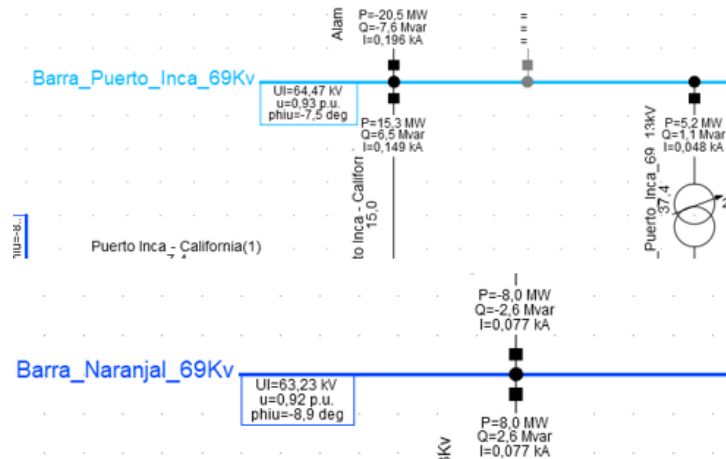 Alam
P=-20,5 MW
Q=-7,6 Mvar
I=0,196 kA
Barra_Puerto_Inca_69Kv
Ul=64,47 kV
u=0,93 p.u.
phiu=-7,5 deg
P=15,3 MW
Q=6,5 Mvar
I=0,149 kA
to Inca - Californ
15,0
P=5,2 MW
Q=1,1 Mvar
I=0,048 kA
Puerto_Inca_69 13kV
37,4
Puerto Inca - California(1)
P=-8,0 MW
Q=-2,6 Mvar
I=0,077 kA
Barra_Naranjal_69Kv
Ul=63,23 kV
u=0,92 p.u.
phiu=-8,9 deg
P=8,0 MW
Q=2,6 Mvar
I=0,077 kA